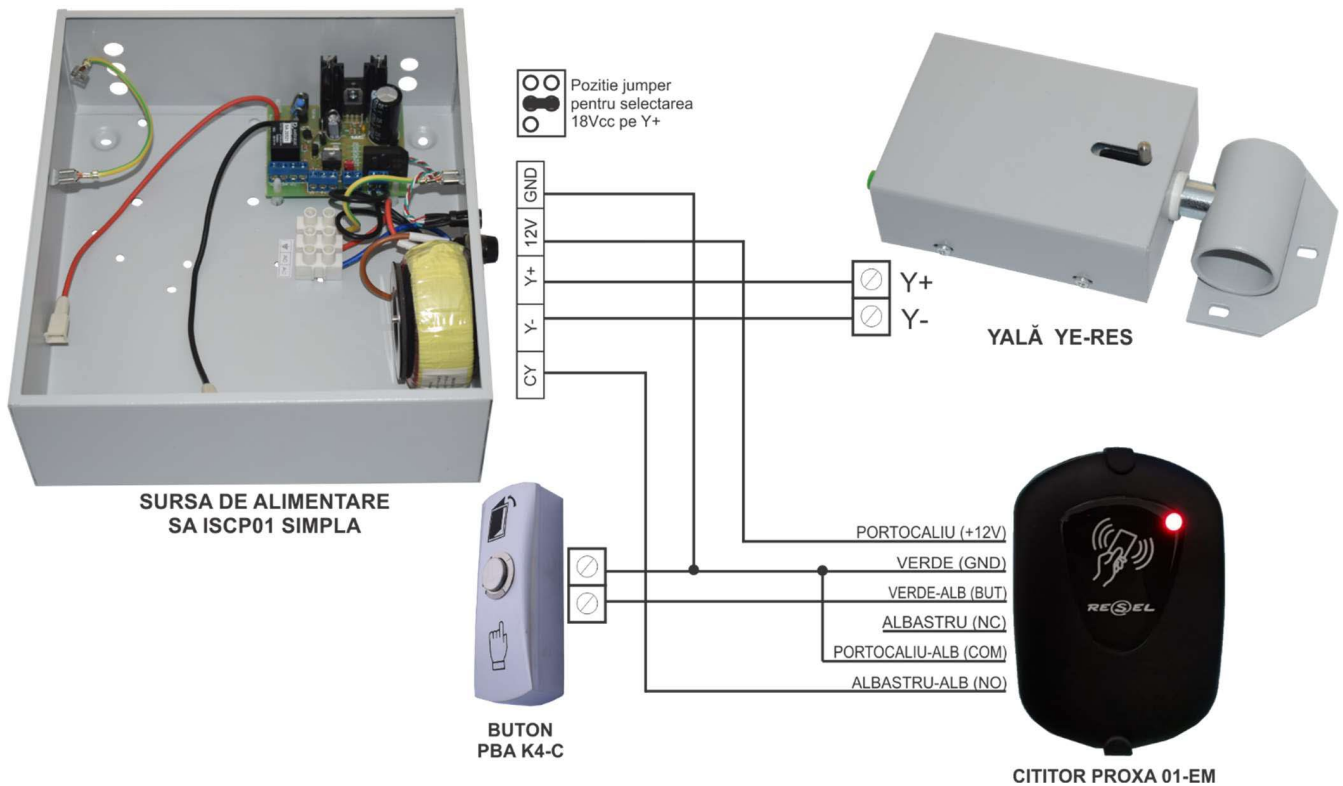 Pozitie jumper
pentru selectarea
18Vcc pe Y+
GND
12V
Y+
Y-
CY
Y+
Y-
YALĂ YE-RES
SURSA DE ALIMENTARE
SA ISCP01 SIMPLA
PORTOCALIU (+12V)
VERDE (GND)
VERDE-ALB (BUT)
ALBASTRU (NC)
PORTOCALIU-ALB (COM)
ALBASTRU-ALB (NO)
RESEL
BUTON
PBA K4-C
CITITOR PROXA 01-EM